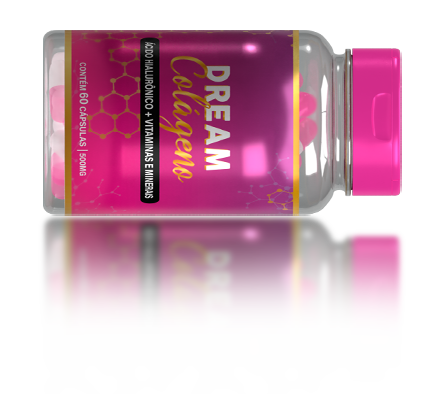 DREAM
Colágeno
ÁCIDO HIALURÔNICO + VITAMINAS E MINERAIS
CONTÉM 60 CÁPSULAS | 500MG